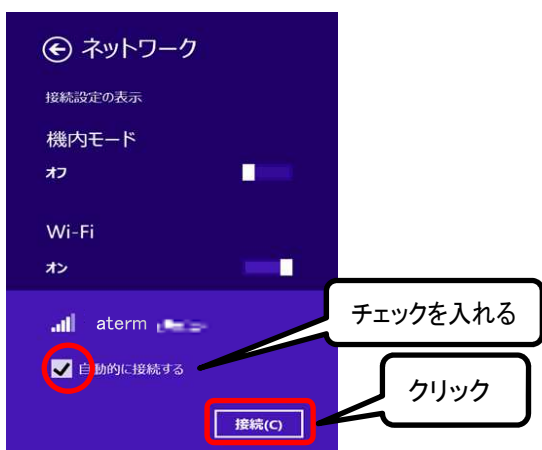 ネットワーク
接続設定の表示
機内モード
オフ
Wi-Fi
オン
aterm
チェックを入れる
自動的に接続する
クリック
接続(C)